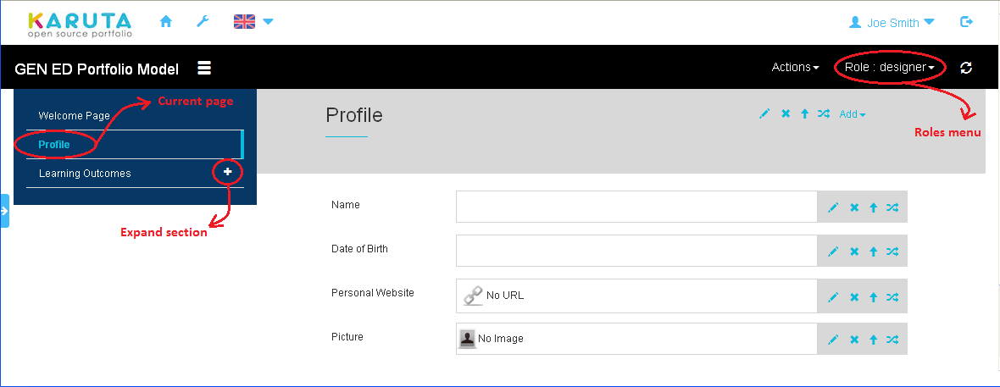 KARUTA
open source portfolio
Joe Smith
GEN ED Portfolio Model
Actions
Role : designer
Current page
Welcome Page
Profile
Add
Roles menu
Profile
Learning Outcomes
Expand section
Name
Date of Birth
Personal Website
No URL
Picture
No Image